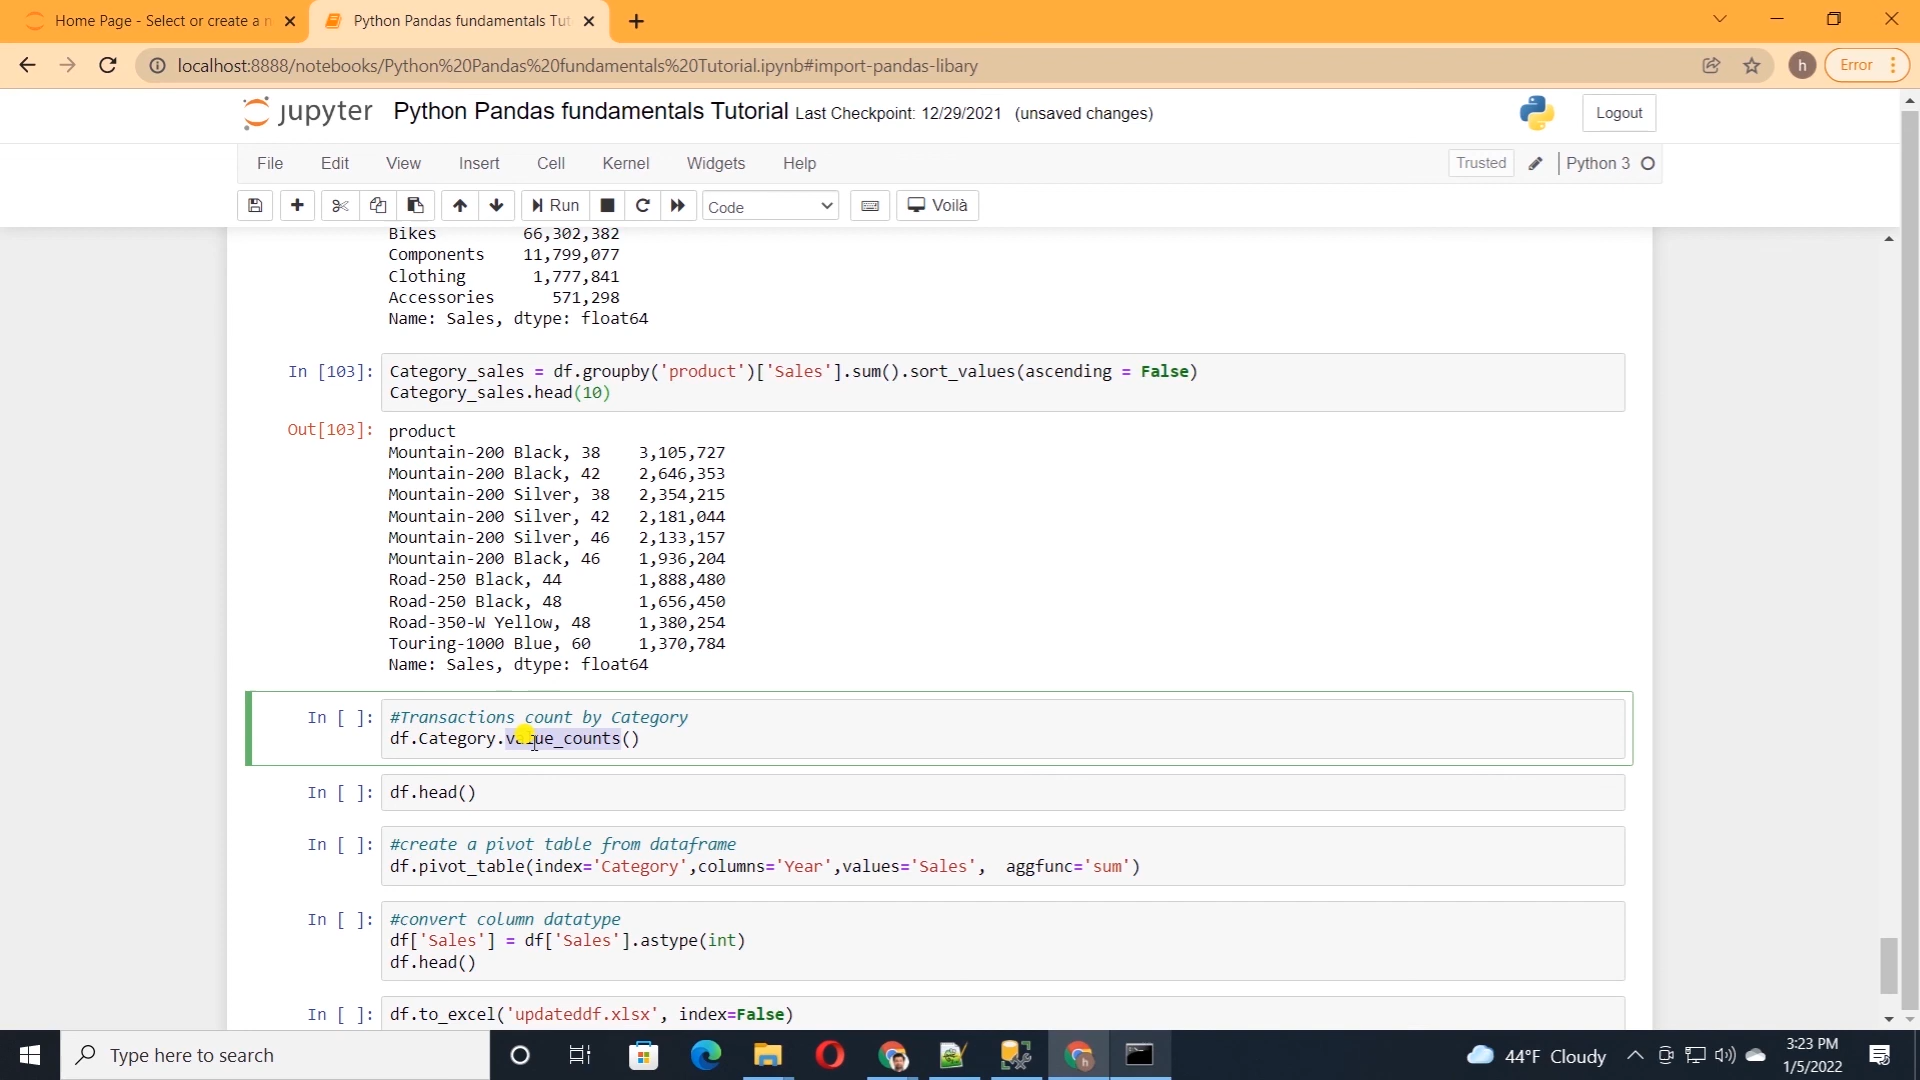 Home Page - Select or create a n
Python Pandas fundamentals Tut
localhost:8888/notebooks/Python%20Pandas%20fundamentals%20Tutorial.ipynb#import-pandas-libary
h
Error
jupyter Python Pandas fundamentals Tutorial Last Checkpoint: 12/29/2021 (unsaved changes)
Logout
File Edit View Insert Cell Kernel Widgets Help
Trusted
Python 3
Run
Code
Voilà
Bikes 66,302,382
Components 11,799,077
Clothing 1,777,841
Accessories 571,298
Name: Sales, dtype: float64
In [103]: Category_sales = df.groupby('product')['Sales'].sum().sort_values(ascending = False)
Category_sales.head(10)
Out[103]: product
Mountain-200 Black, 38 3,105,727
Mountain-200 Black, 42 2,646,353
Mountain-200 Silver, 38 2,354,215
Mountain-200 Silver, 42 2,181,044
Mountain-200 Silver, 46 2,133,157
Mountain-200 Black, 46 1,936,204
Road-250 Black, 44 1,888,480
Road-250 Black, 48 1,656,450
Road-350-W Yellow, 48 1,380,254
Touring-1000 Blue, 60 1,370,784
Name: Sales, dtype: float64
In [ ]: #Transactions count by Category
df.Category.value_counts()
In [ ]: df.head()
In [ ]: #create a pivot table from dataframe
df.pivot_table(index='Category',columns='Year',values='Sales', aggfunc='sum')
In [ ]: #convert column datatype
df['Sales'] = df['Sales'].astype(int)
df.head()
In [ ]: df.to_excel('updateddf.xlsx', index=False)
Type here to search
44°F Cloudy
3:23 PM
1/5/2022